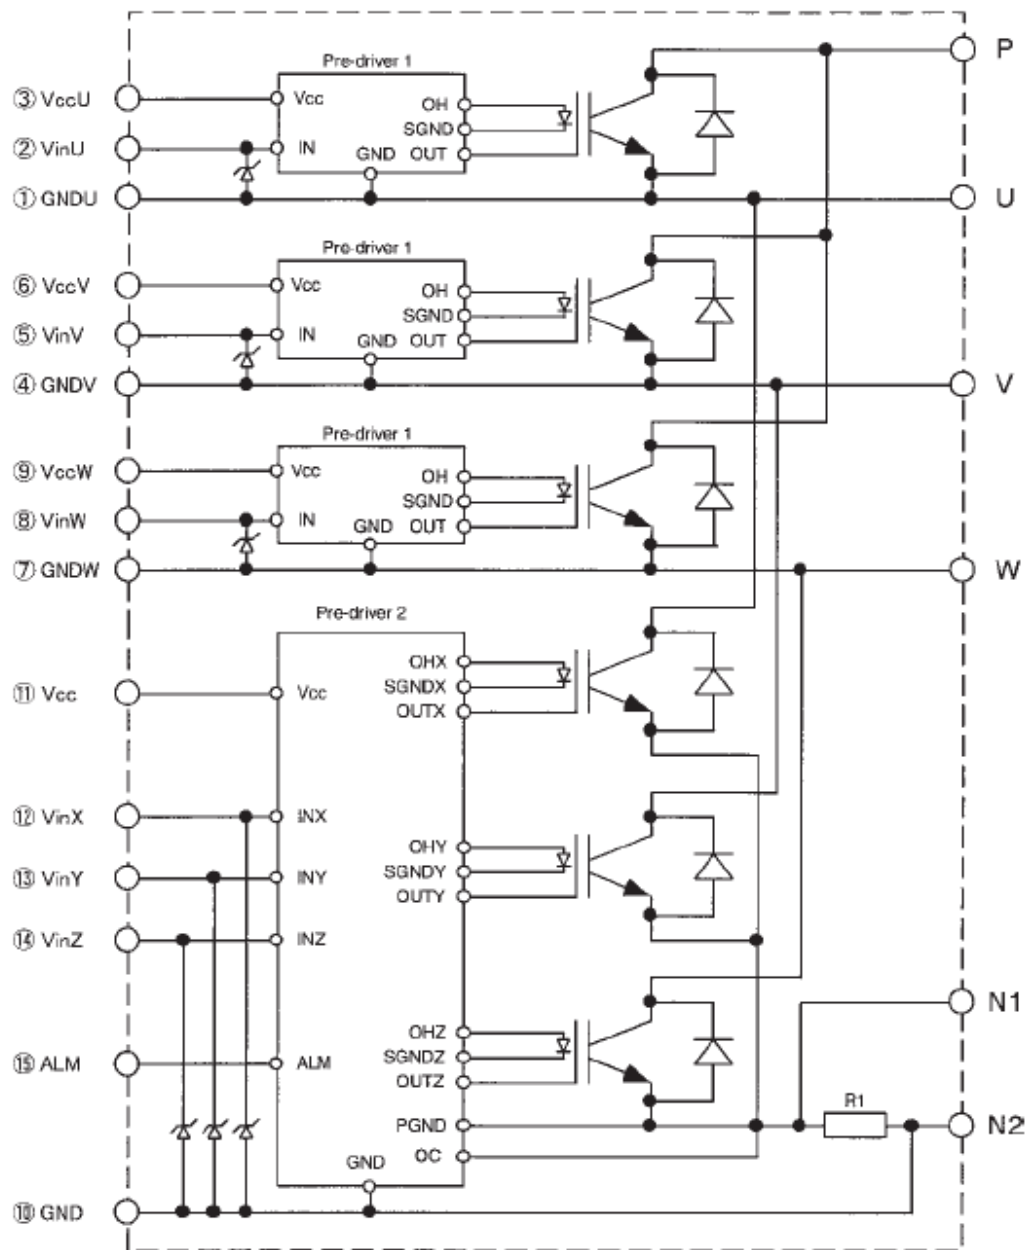 Pre-driver 1
P
③ VccU
Vcc
OH
SGND
② VinU
IN
GND
OUT
① GNDU
U
Pre-driver 1
⑥ VccV
Vcc
OH
SGND
⑤ VinV
IN
GND
OUT
④ GNDV
V
Pre-driver 1
⑨ VccW
Vcc
OH
SGND
⑧ VinW
IN
GND
OUT
⑦ GNDW
W
Pre-driver 2
OHX
⑪ Vcc
Vcc
SGNDX
OUTX
⑫ VinX
INX
OHY
⑬ VinY
INY
SGNDY
OUTY
⑭ VinZ
INZ
N1
OHZ
⑮ ALM
ALM
SGNDZ
OUTZ
R1
PGND
N2
OC
GND
⑩ GND